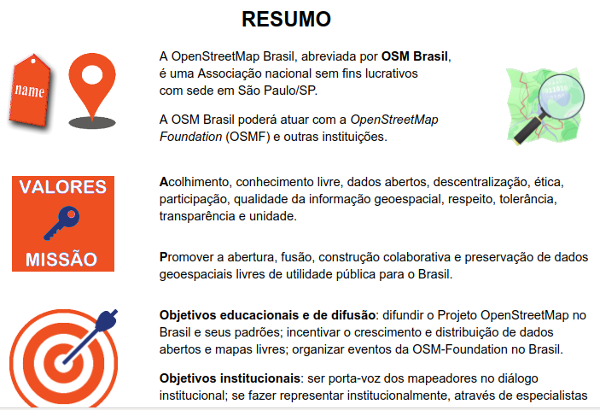 RESUMO
name
A OpenStreetMap Brasil, abreviada por OSM Brasil,
é uma Associação nacional sem fins lucrativos
com sede em São Paulo/SP.
A OSM Brasil poderá atuar com a OpenStreetMap
Foundation (OSMF) e outras instituições.
VALORES
MISSÃO
Acolhimento, conhecimento livre, dados abertos, descentralização, ética,
participação, qualidade da informação geoespacial, respeito, tolerância,
transparência e unidade.
Promover a abertura, fusão, construção colaborativa e preservação de dados
geoespaciais livres de utilidade pública para o Brasil.
Objetivos educacionais e de difusão: difundir o Projeto OpenStreetMap no
Brasil e seus padrões; incentivar o crescimento e distribuição de dados
abertos e mapas livres; organizar eventos da OSM-Foundation no Brasil.
Objetivos institucionais: ser porta-voz dos mapeadores no diálogo
institucional; se fazer representar institucionalmente, através de especialistas